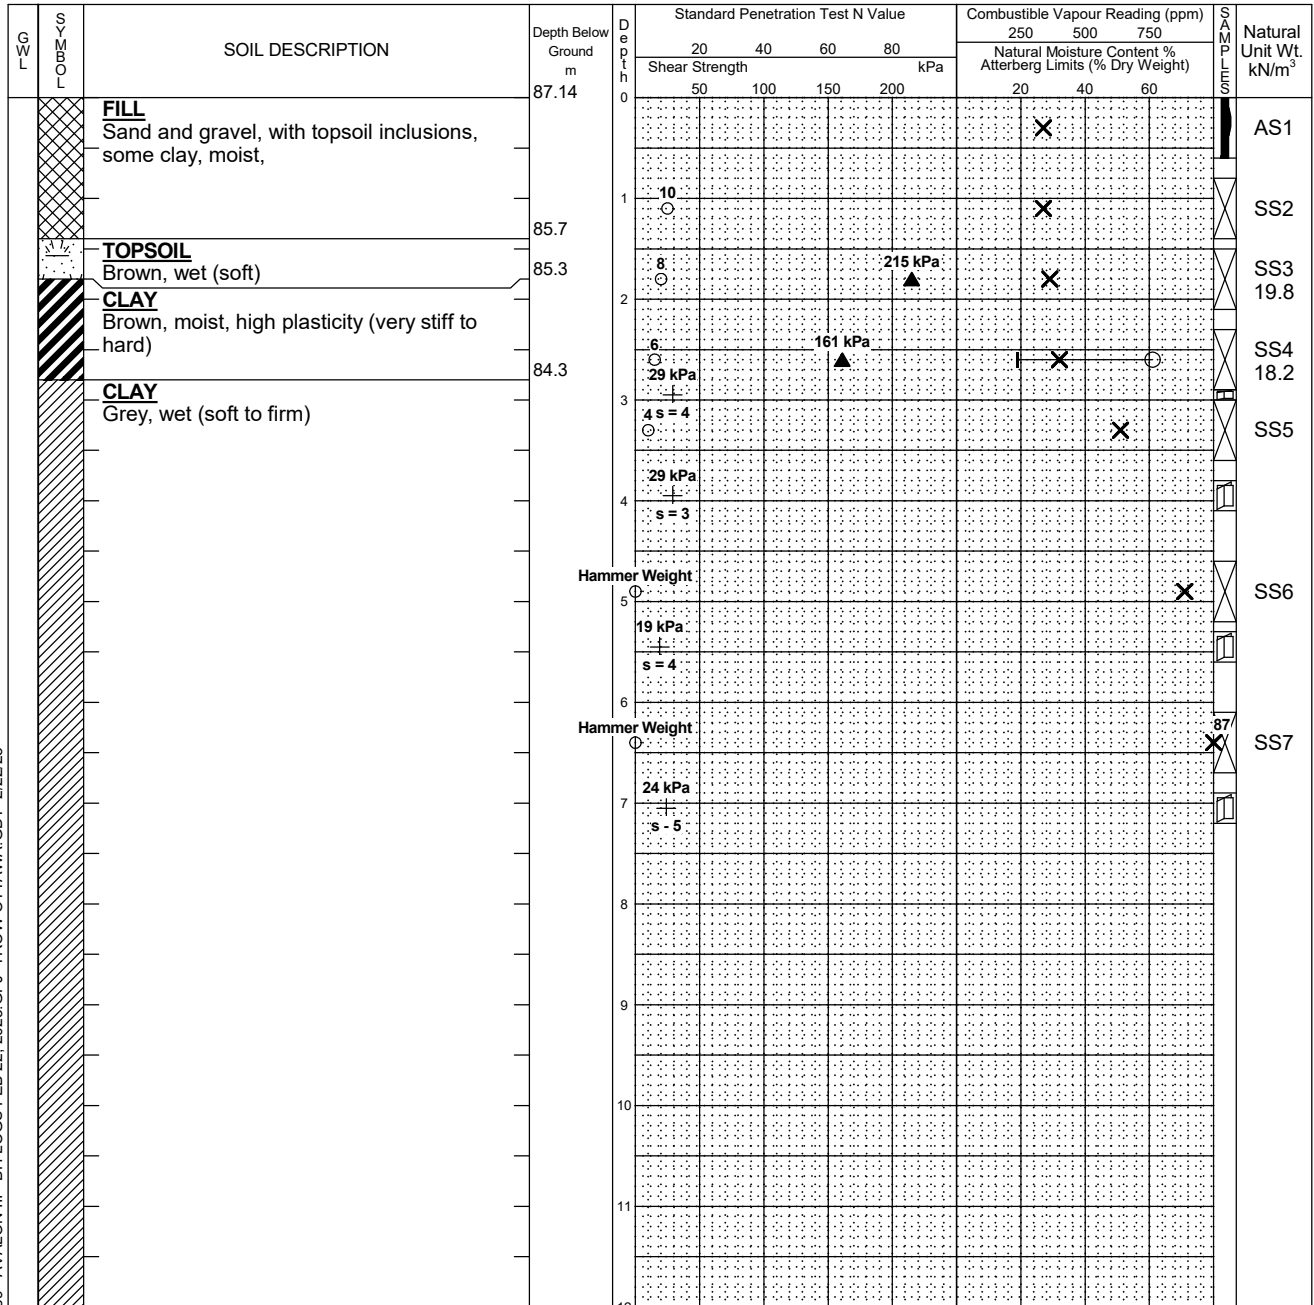 GWL
SYMBOL
SOIL DESCRIPTION
Depth Below
Ground
m
87.14
Depth
Standard Penetration Test N Value
20 40 60 80
Shear Strength kPa
50 100 150 200
Combustible Vapour Reading (ppm)
250 500 750
Natural Moisture Content %
Atterberg Limits (% Dry Weight)
20 40 60
SAMPLES
Natural
Unit Wt.
kN/m³
0
FILL
Sand and gravel, with topsoil inclusions,
some clay, moist,
AS1
10
1
SS2
85.7
TOPSOIL
Brown, wet (soft)
85.3
8
215 kPa
SS3
19.8
CLAY
Brown, moist, high plasticity (very stiff to
hard)
2
6
161 kPa
SS4
18.2
84.3
CLAY
Grey, wet (soft to firm)
29 kPa
3
4 s = 4
SS5
29 kPa
4
s = 3
Hammer Weight
5
SS6
19 kPa
s = 4
6
Hammer Weight
87
SS7
24 kPa
7
s - 5
8
9
10
11